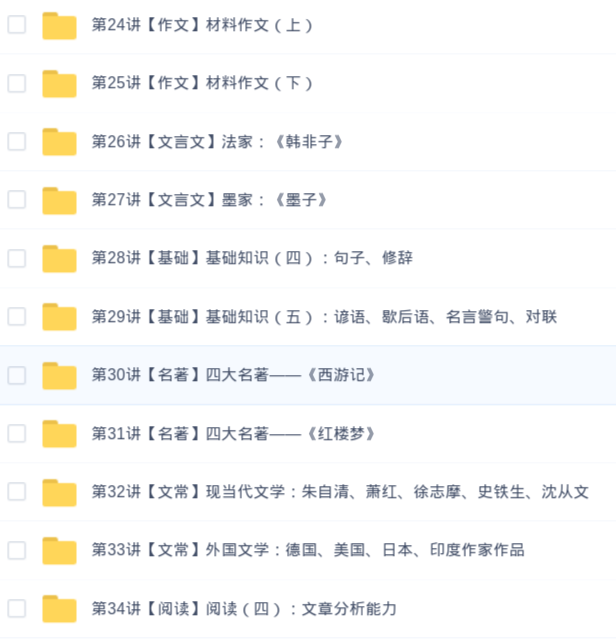 第24讲【作文】材料作文（上）
第25讲【作文】材料作文（下）
第26讲【文言文】法家：《韩非子》
第27讲【文言文】墨家：《墨子》
第28讲【基础】基础知识（四）：句子、修辞
第29讲【基础】基础知识（五）：谚语、歇后语、名言警句、对联
第30讲【名著】四大名著——《西游记》
第31讲【名著】四大名著——《红楼梦》
第32讲【文常】现当代文学：朱自清、萧红、徐志摩、史铁生、沈从文
第33讲【文常】外国文学：德国、美国、日本、印度作家作品
第34讲【阅读】阅读（四）：文章分析能力